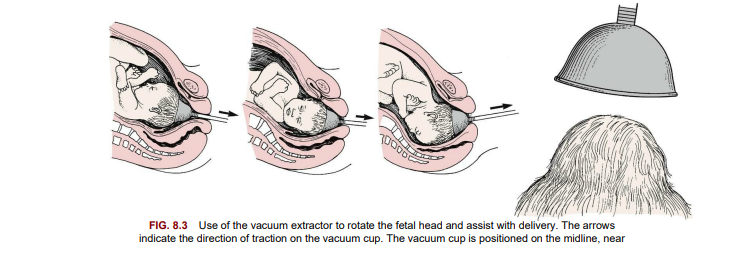 FIG. 8.3 Use of the vacuum extractor to rotate the fetal head and assist with delivery. The arrows
indicate the direction of traction on the vacuum cup. The vacuum cup is positioned on the midline, near